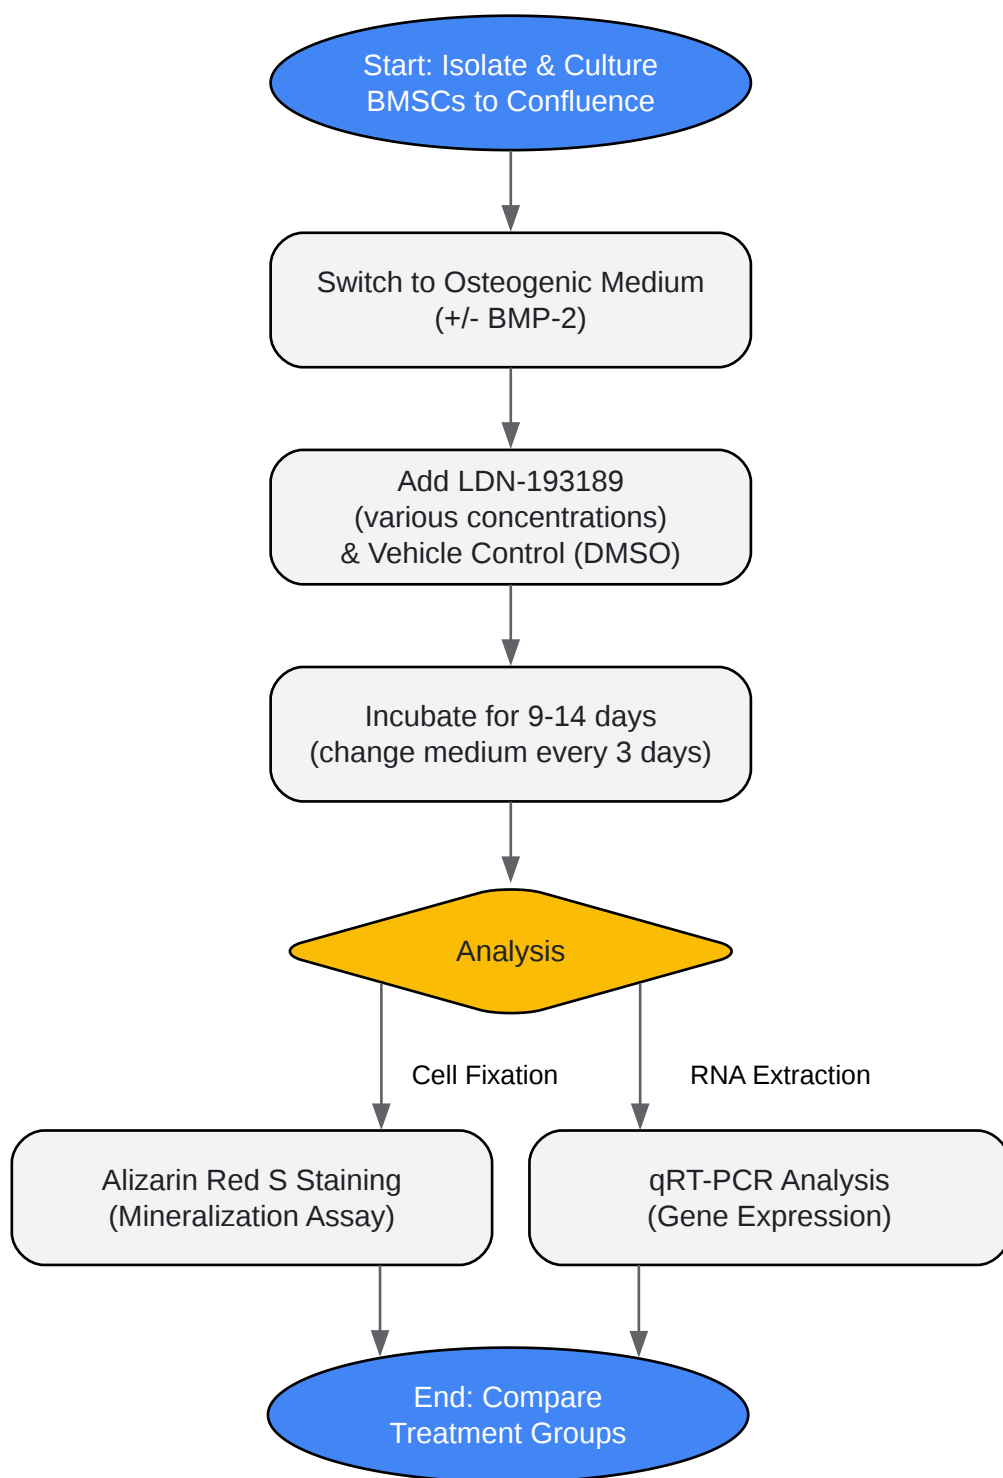 Start: Isolate & Culture
BMSCs to Confluence
Switch to Osteogenic Medium
(+/- BMP-2)
Add LDN-193189
(various concentrations)
& Vehicle Control (DMSO)
Incubate for 9-14 days
(change medium every 3 days)
Analysis
Cell Fixation
RNA Extraction
Alizarin Red S Staining
(Mineralization Assay)
qRT-PCR Analysis
(Gene Expression)
End: Compare
Treatment Groups